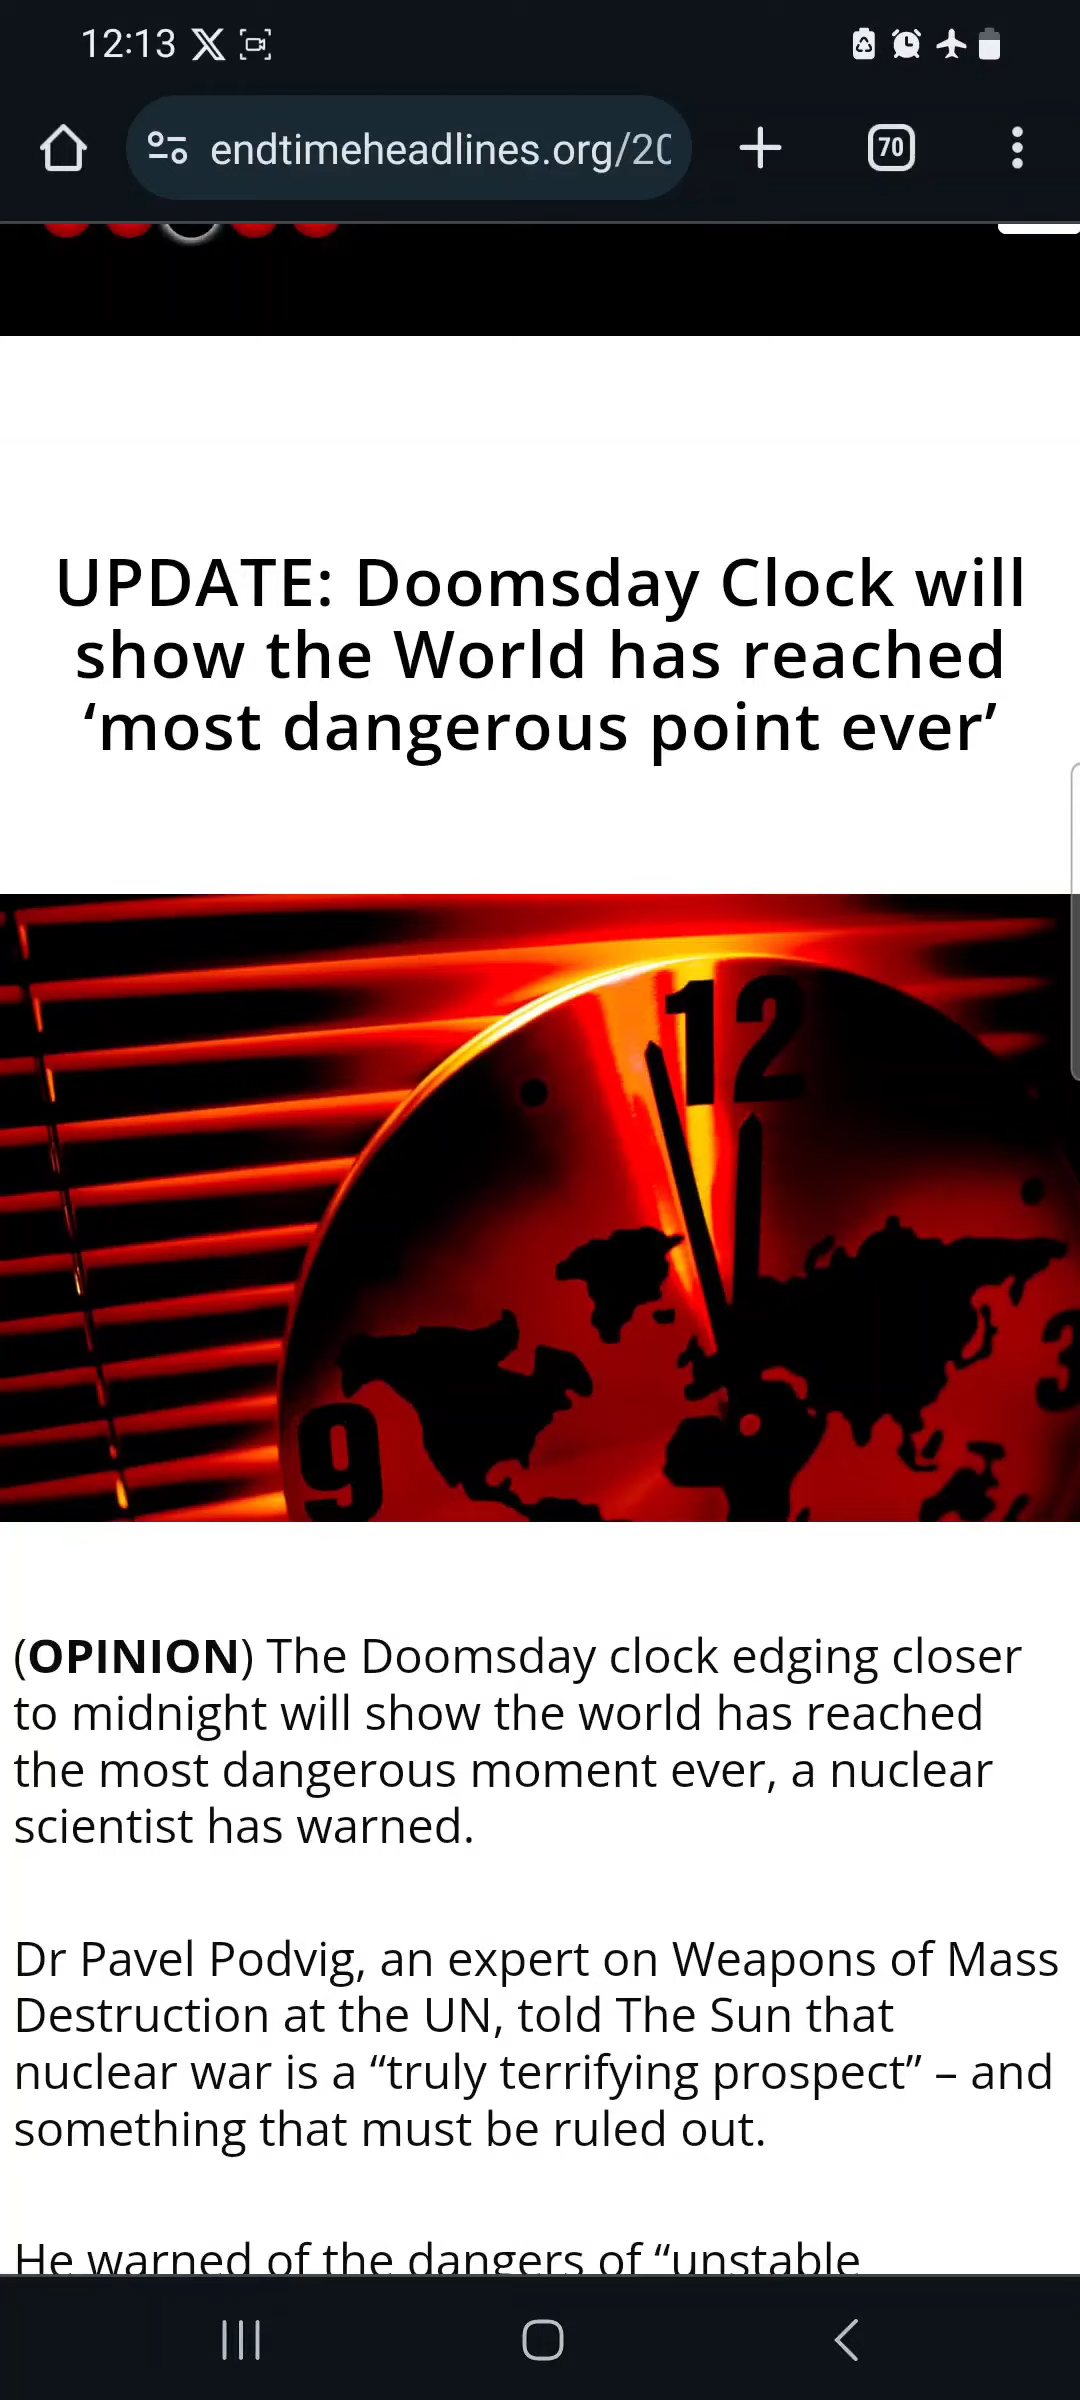 12:13
endtimeheadlines.org/20
70
UPDATE: Doomsday Clock will
show the World has reached
‘most dangerous point ever’
12
9
3
(OPINION) The Doomsday clock edging closer
to midnight will show the world has reached
the most dangerous moment ever, a nuclear
scientist has warned.
Dr Pavel Podvig, an expert on Weapons of Mass
Destruction at the UN, told The Sun that
nuclear war is a “truly terrifying prospect” – and
something that must be ruled out.
He warned of the dangers of “unstable